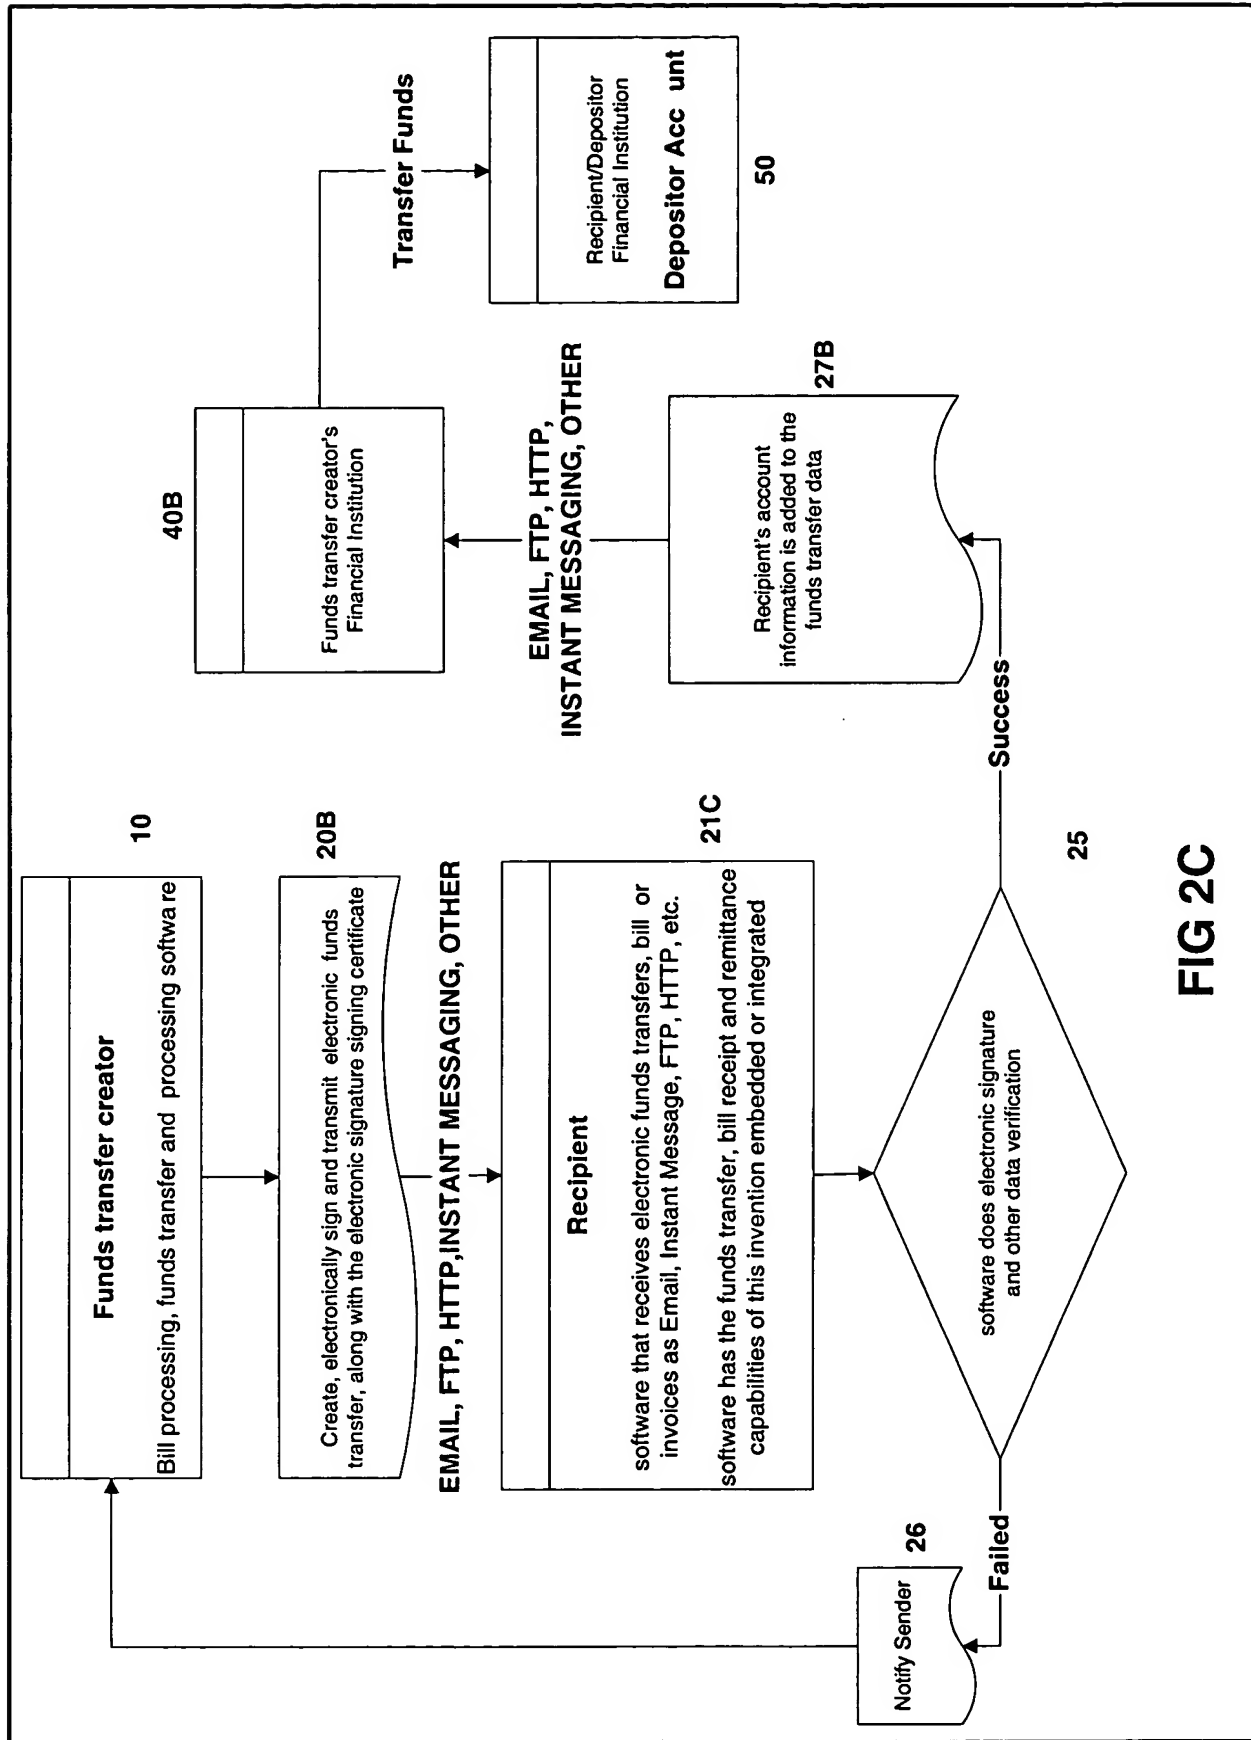 10
Funds transfer creator
Bill processing, funds transfer and processing software
20B
Create, electronically sign and transmit electronic funds
transfer, along with the electronic signature signing certificate
EMAIL, FTP, HTTP,INSTANT MESSAGING, OTHER
21C
Recipient
software that receives electronic funds transfers, bill or
invoices as Email, Instant Message, FTP, HTTP, etc.
software has the funds transfer, bill receipt and remittance
capabilities of this invention embedded or integrated
25
software does electronic signature
and other data verification
Failed
26
Notify Sender
Success
27B
Recipient's account
information is added to the
funds transfer data
EMAIL, FTP, HTTP,
INSTANT MESSAGING, OTHER
40B
Funds transfer creator's
Financial Institution
Transfer Funds
Recipient/Depositor
Financial Institution
Depositor Acc unt
50
FIG 2C